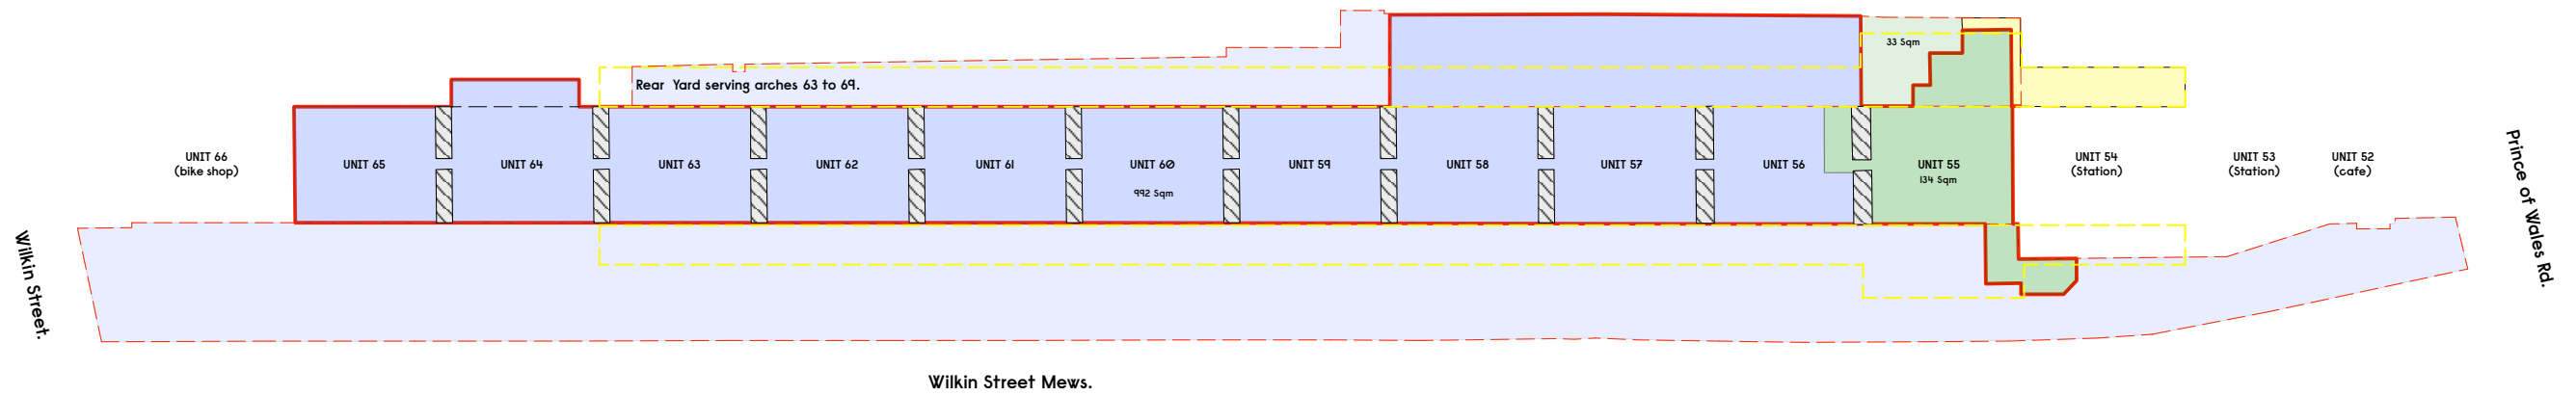 33 Sqm
Rear Yard serving arches 63 to 69.
UNIT 66
(bike shop)
UNIT 65
UNIT 64
UNIT 63
UNIT 62
UNIT 61
UNIT 60
992 Sqm
UNIT 59
UNIT 58
UNIT 57
UNIT 56
UNIT 55
134 Sqm
UNIT 54
(Station)
UNIT 53
(Station)
UNIT 52
(cafe)
Prince of Wales Rd.
Wilkin Street.
Wilkin Street Mews.